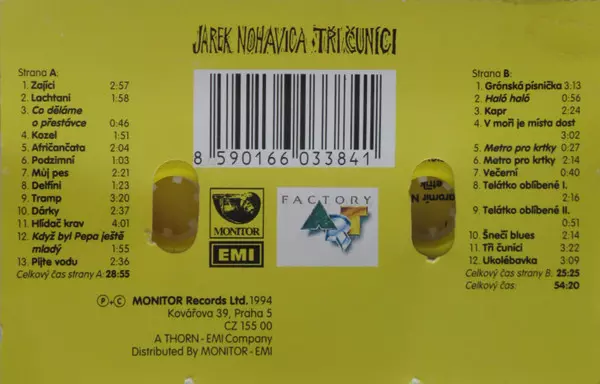 JAREK NOHAVICA TŘI ČUNÍCI
Strana A:
1. Zajíci 2:57
2. Lachtani 1:58
3. Co děláme
o přestávce 0:46
4. Kozel 1:51
5. Afričančata 2:04
6. Podzimní 1:03
7. Můj pes 2:21
8. Delfíni 1:23
9. Tramp 3:20
10. Dárky 2:37
11. Hlídač krav 4:01
12. Když byl Pepa ještě
mladý 1:55
13. Pijte vodu 2:36
Celkový čas strany A: 28:55
8 590166 033841
MONITOR
EMI
FACTORY
ART
Strana B:
1. Grónská písnička 3:13
2. Haló haló 0:56
3. Kapr 2:24
4. V moři je místa dost
3:02
5. Metro pro krtky 0:27
6. Metro pro krtky 2:14
7. Večerní 0:40
8. Telátko oblíbené I.
2:16
9. Telátko oblíbené II.
0:51
10. Šnečí blues 2:14
11. Tři čuníci 3:22
12. Ukolébavka 3:09
Celkový čas strany B: 25:25
Celkový čas: 54:20
℗+© MONITOR Records Ltd. 1994
Kovářova 39, Praha 5
CZ 155 00
A THORN - EMI Company
Distributed By MONITOR - EMI